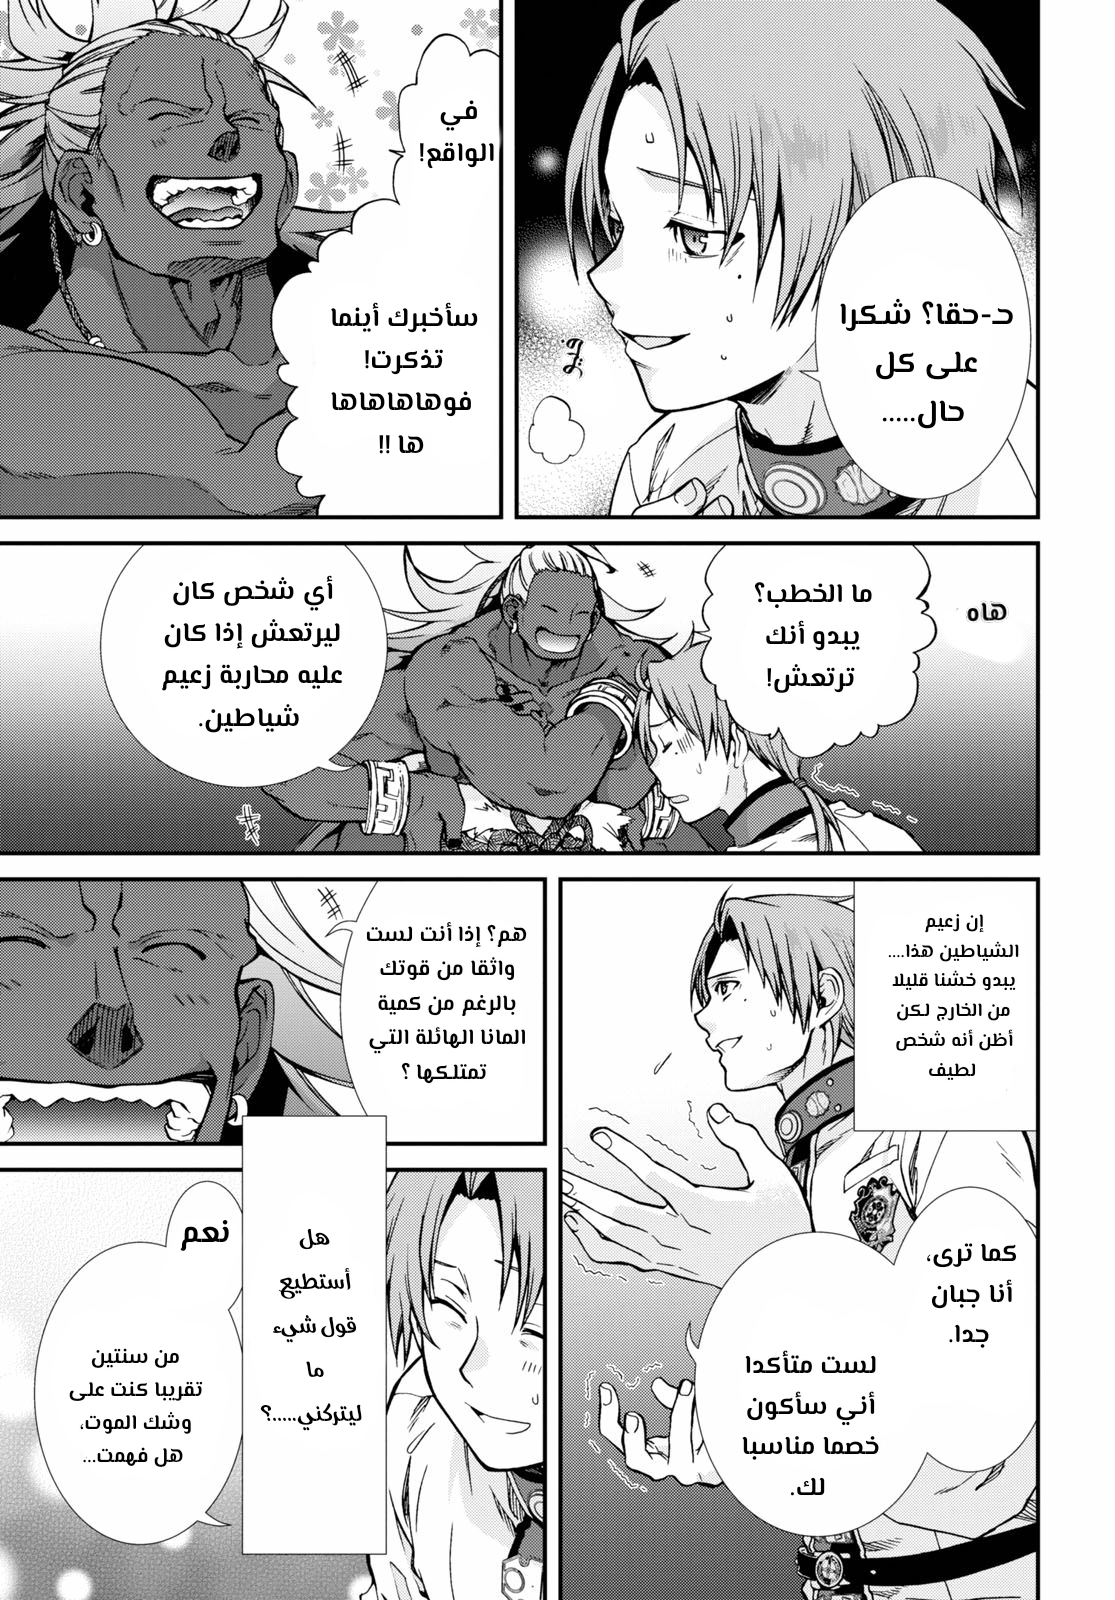 حـ-حقا؟ شكرا
على كل
حال.....
في
الواقع!
سأخبرك أينما
تذكرت!
فوهاهاهاها
ها !!
هاه
ما الخطب؟
يبدو أنك
ترتعش!
أي شخص كان
ليرتعش إذا كان
عليه محاربة زعيم
شياطين.
إن زعيم
الشياطين هذا....
يبدو خشنا قليلا
من الخارج لكن
أظن أنه شخص
لطيف
كما ترى،
أنا جبان
جدا.
لست متأكدا
أني سأكون
خصما مناسبا
لك.
هم؟ إذا أنت لست
واثقا من قوتك
بالرغم من كمية
المانا الهائلة التي
تمتلكها ؟
هل
أستطيع
قول شيء
ما
ليتركني.....؟
نعم
من سنتين
تقريبا كنت على
وشك الموت،
هل فهمت...